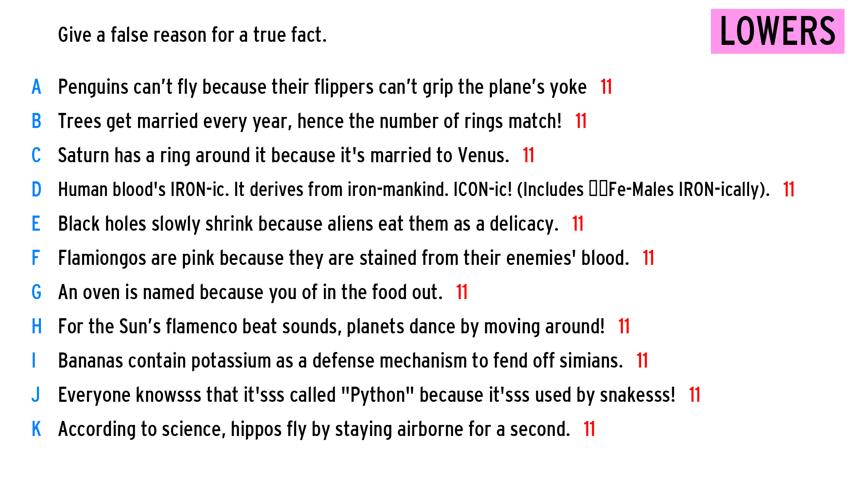 Give a false reason for a true fact.
LOWERS
A Penguins can't fly because their flippers can't grip the plane's yoke 11
B Trees get married every year, hence the number of rings match! 11
C Saturn has a ring around it because it's married to Venus. 11
D Human blood's IRON-ic. It derives from iron-mankind. ICON-ic! (Includes Fe-Males IRON-ically). 11
E Black holes slowly shrink because aliens eat them as a delicacy. 11
F Flamiongos are pink because they are stained from their enemies' blood. 11
G An oven is named because you of in the food out. 11
H For the Sun's flamenco beat sounds, planets dance by moving around! 11
I Bananas contain potassium as a defense mechanism to fend off simians. 11
J Everyone knowsss that it'sss called "Python" because it'sss used by snakesss! 11
K According to science, hippos fly by staying airborne for a second. 11